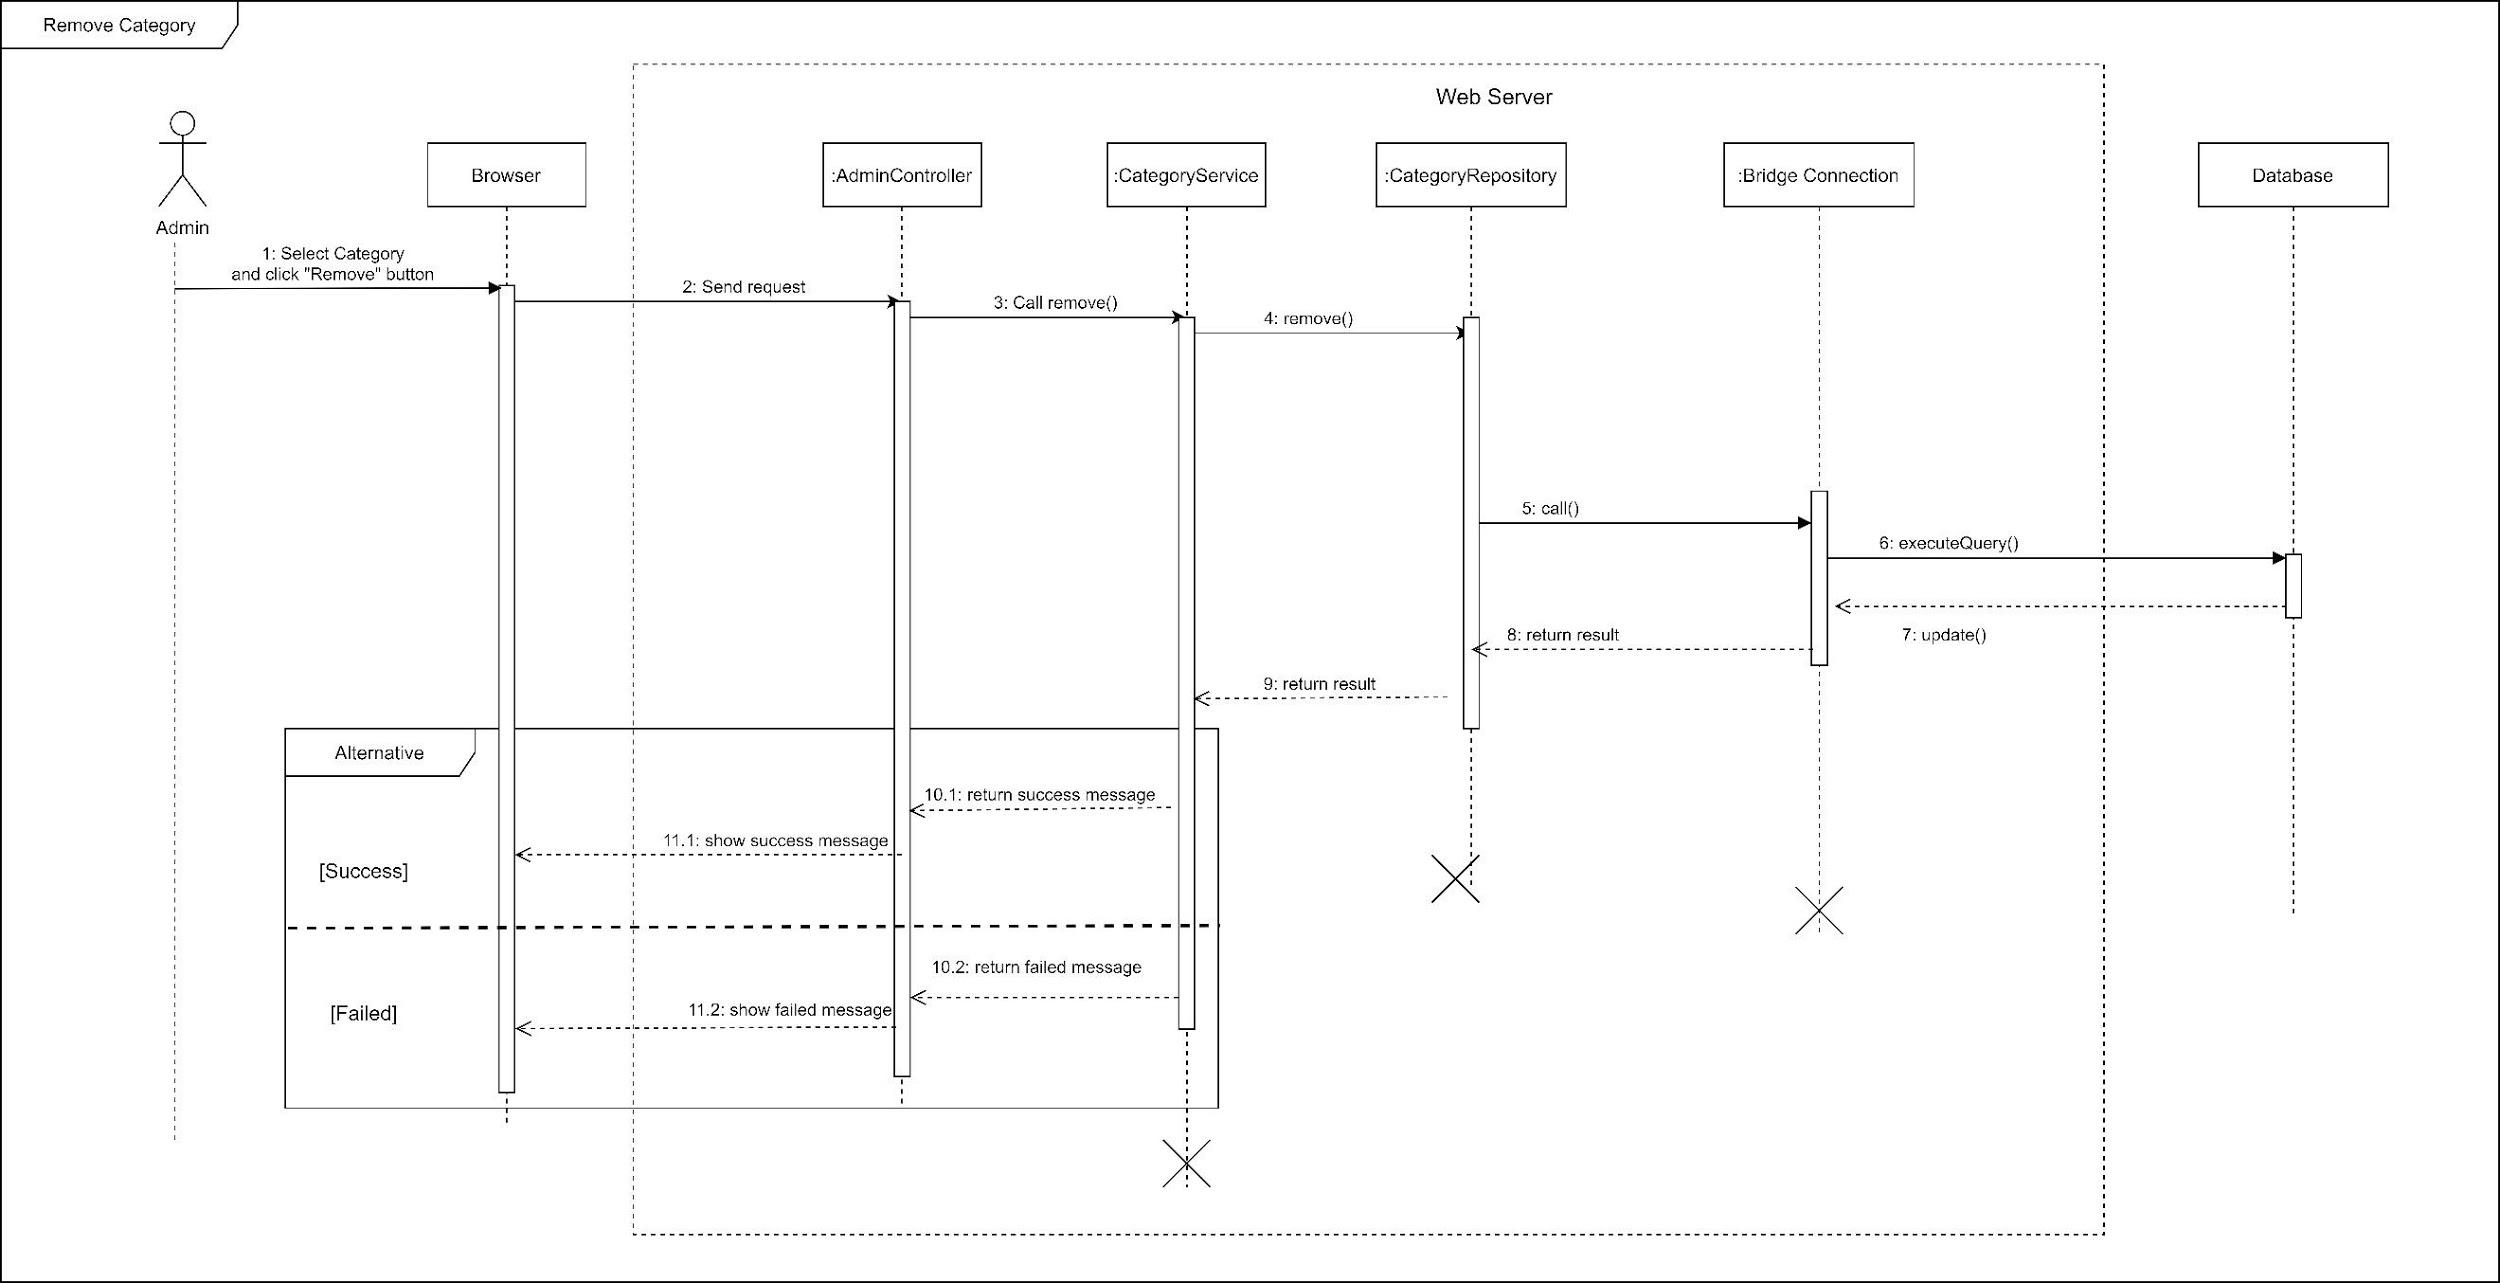 Remove Category
Web Server
Browser
:AdminController
:CategoryService
:CategoryRepository
:Bridge Connection
Database
Admin
1: Select Category
and click "Remove" button
2: Send request
3: Call remove()
4: remove()
5: call()
6: executeQuery()
7: update()
8: return result
9: return result
Alternative
10.1: return success message
11.1: show success message
[Success]
10.2: return failed message
11.2: show failed message
[Failed]